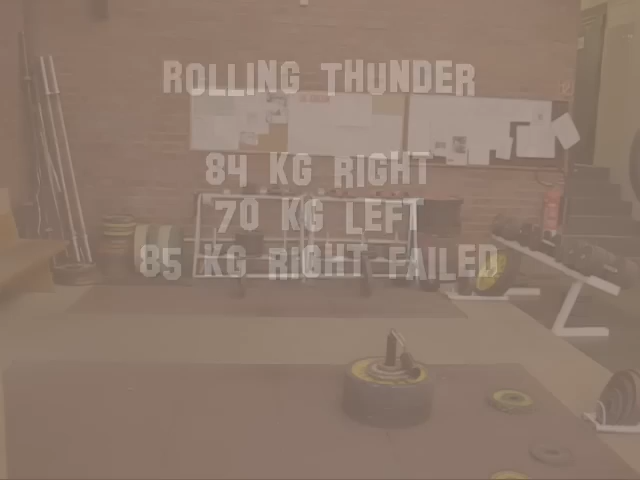 ROLLING THUNDER
84 KG RIGHT
70 KG LEFT
85 KG RIGHT FAILED